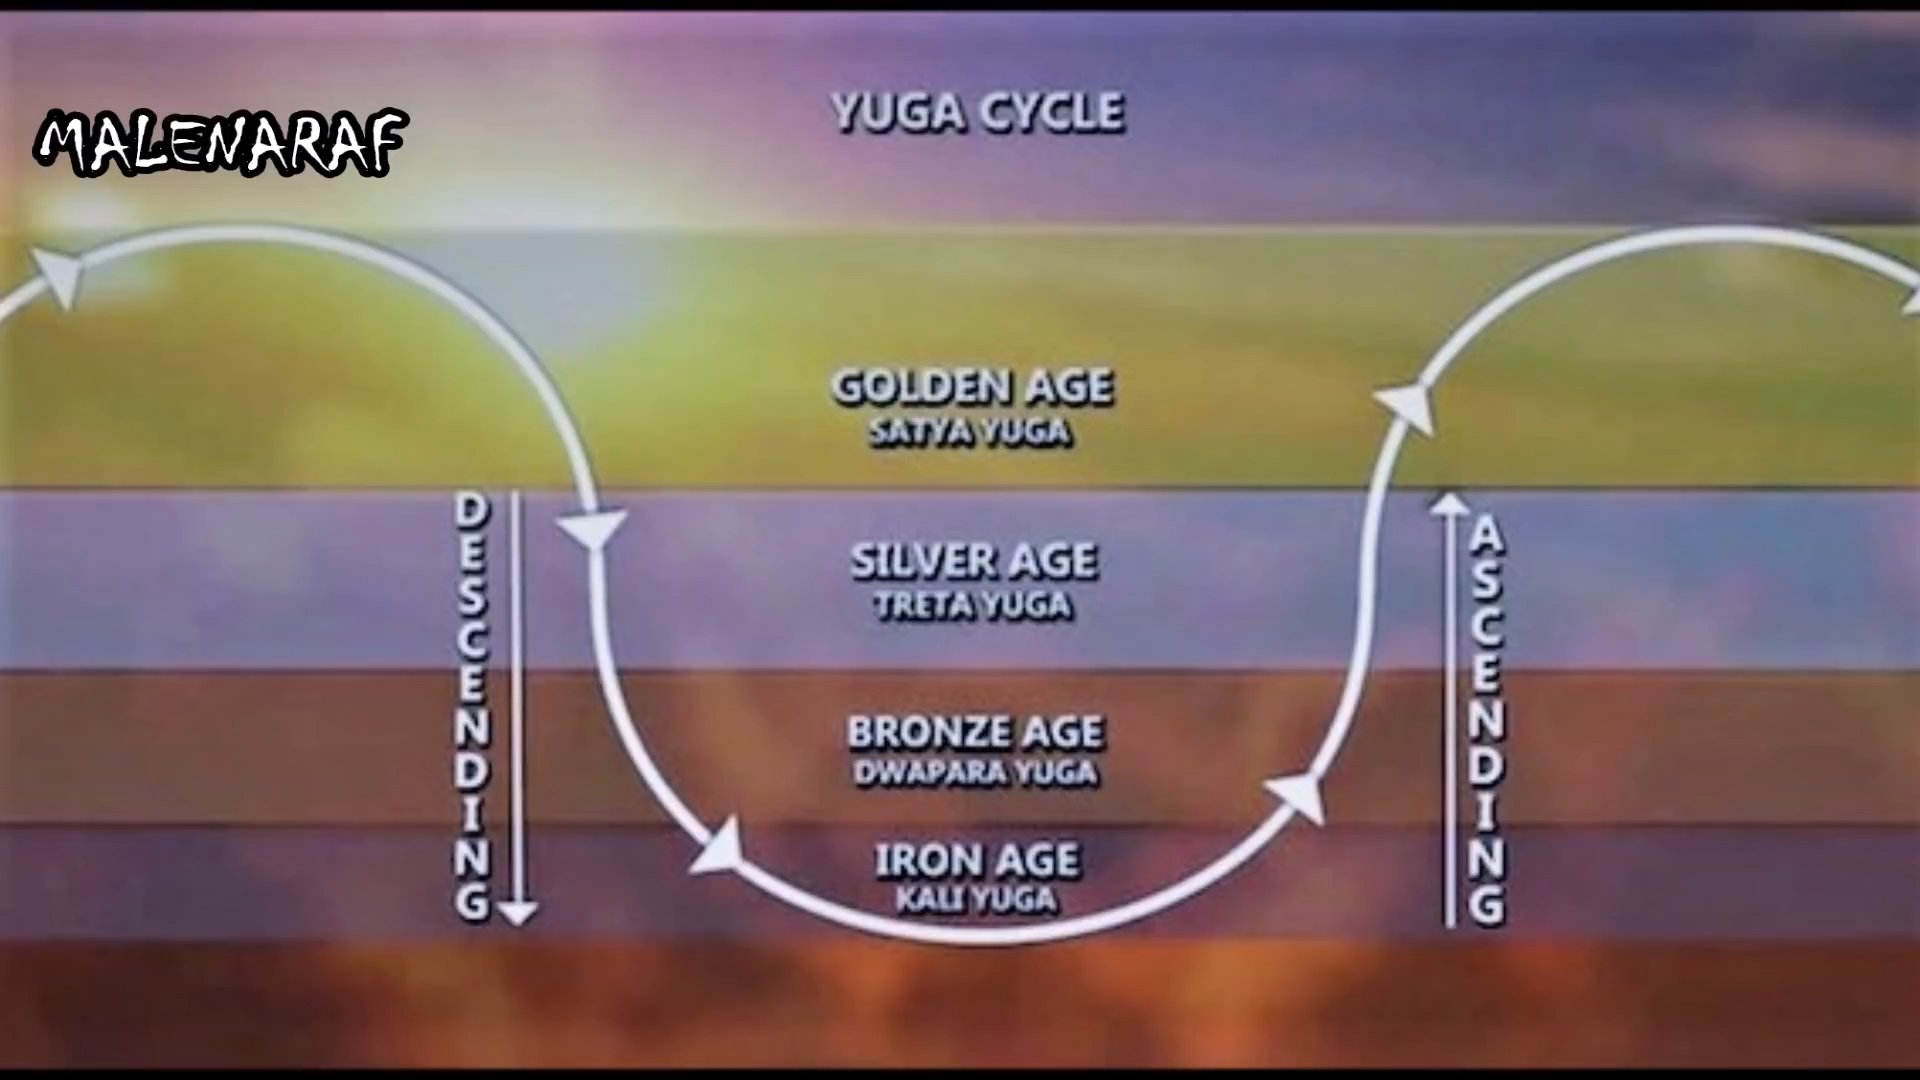 YUGA CYCLE
MALENARAF
GOLDEN AGE
SATYA YUGA
DESCENDING
SILVER AGE
TRETA YUGA
ASCENDING
BRONZE AGE
DWAPARA YUGA
IRON AGE
KALI YUGA